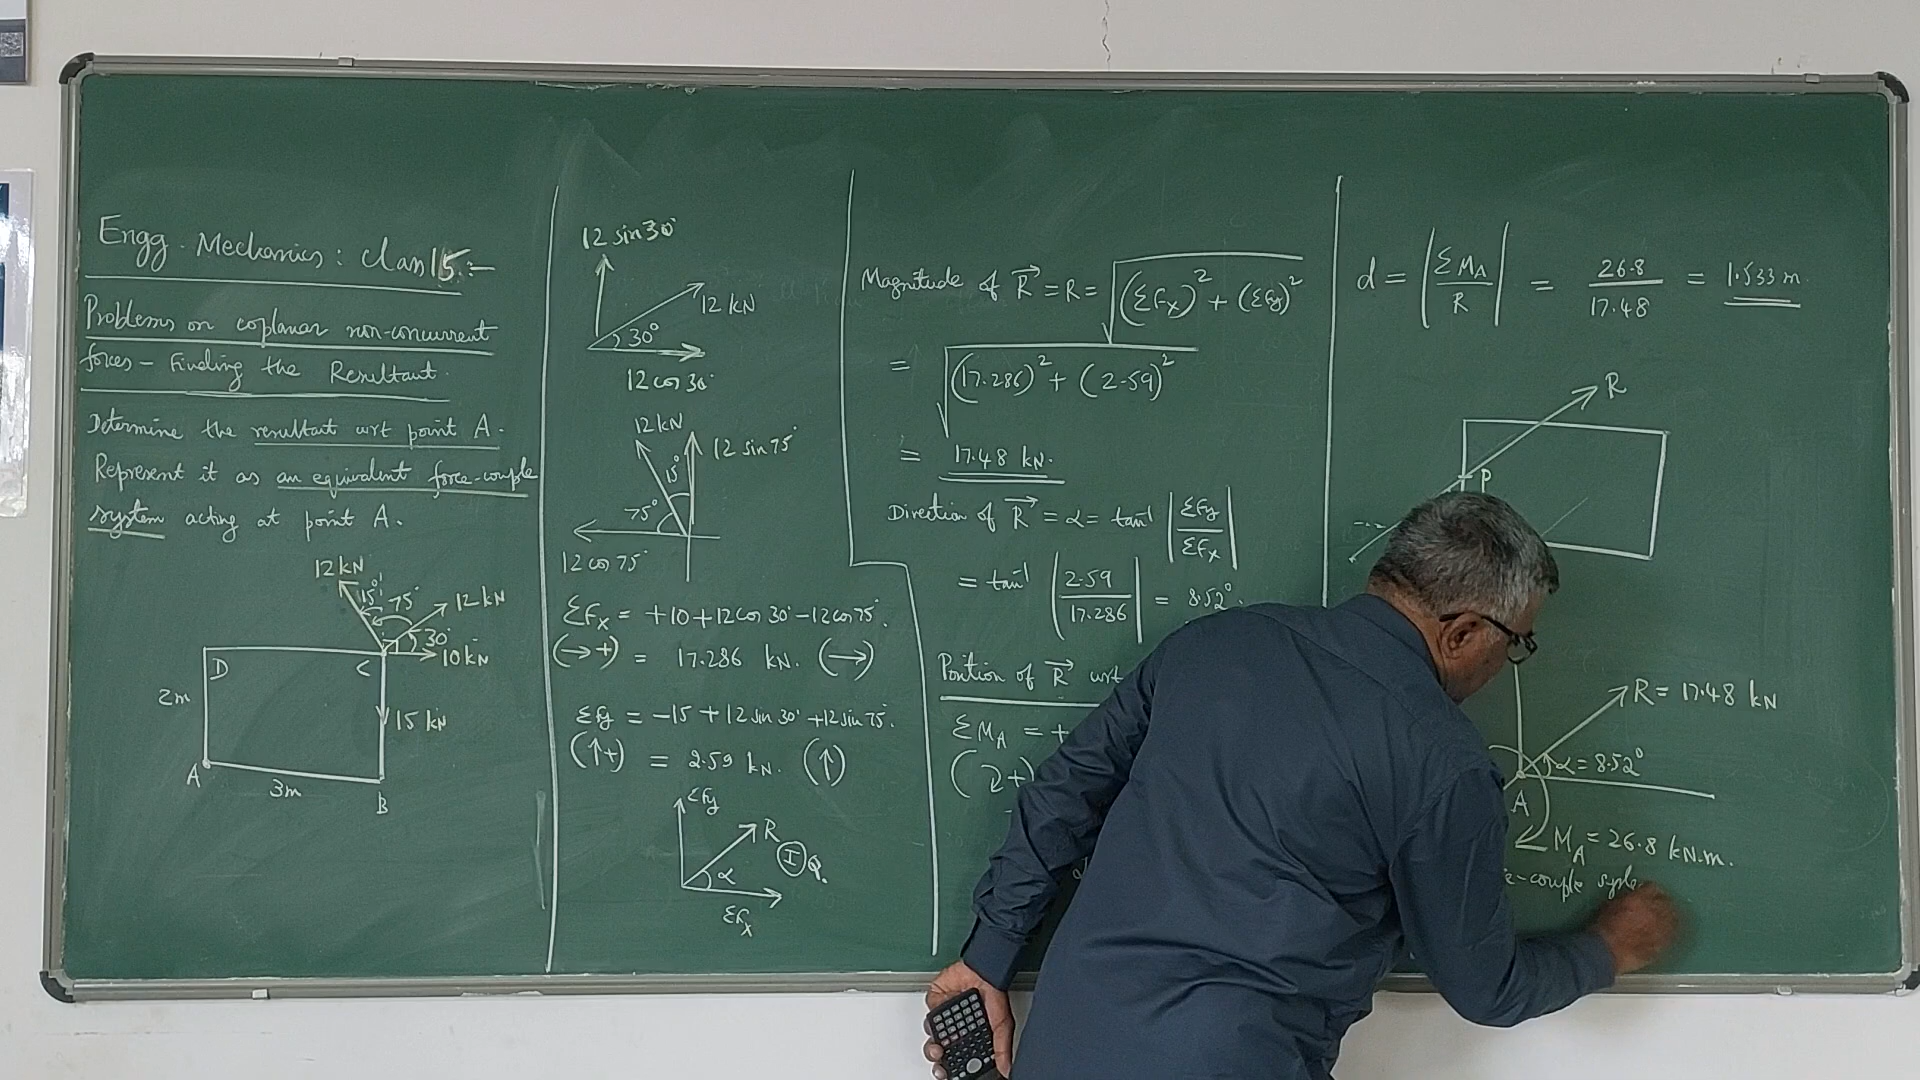 Engg. Mechanics: Class 15:-
Problems on coplanar non-concurrent
forces - Finding the Resultant.
Determine the resultant wrt point A.
Represent it as an equivalent force-couple
system acting at point A.
12 kN
15°
75°
12 kN
30°
10 kN
D
C
2m
15 kN
A
3m
B
12 sin 30°
12 kN
30°
12 cos 30°
12 kN
12 sin 75°
15°
75°
12 cos 75°
ΣFx = +10+12 cos 30° -12 cos 75°.
(→+) = 17.286 kN. (→)
ΣFy = -15 + 12 sin 30° + 12 sin 75°.
(↑+) = 2.59 kN. (↑)
ΣFy
R
I Q.
α
ΣFx
Magnitude of R⃗ = R = √((ΣFx)² + (ΣFy)²)
= √((17.286)² + (2.59)²)
= 17.48 kN.
Direction of R⃗ = α = tan⁻¹ |ΣFy/ΣFx|
= tan⁻¹ |2.59/17.286| = 8.52°.
Position of R⃗ wrt
ΣMA = +
(↻+)
d = |ΣMA/R| = 26.8/17.48 = 1.533 m.
R
P
R = 17.48 kN
α = 8.52°
A
MA = 26.8 kN.m.
-couple syste